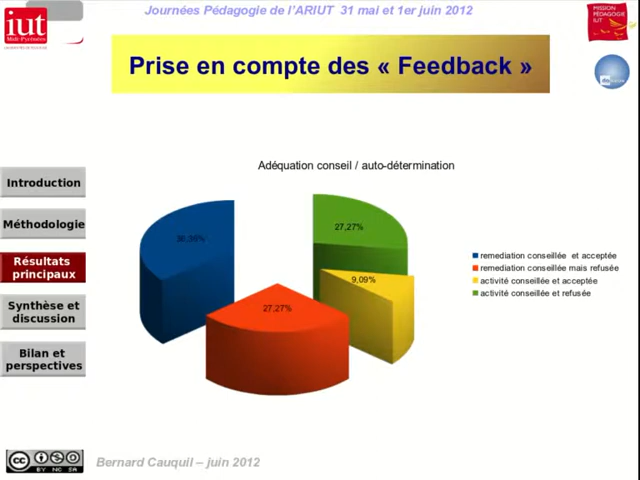 Journées Pédagogie de l'ARIUT 31 mai et 1er juin 2012
iut
Midi-Pyrénées
MISSION
PÉDAGOGIE
IUT
Prise en compte des « Feedback »
Adéquation conseil / auto-détermination
Introduction
Méthodologie
Résultats
principaux
Synthèse et
discussion
Bilan et
perspectives
27,27%
9,09%
27,27%
remediation conseillée et acceptée
remediation conseillée mais refusée
activité conseillée et acceptée
activité conseillée et refusée
cc
BY NC SA
Bernard Cauquil – juin 2012